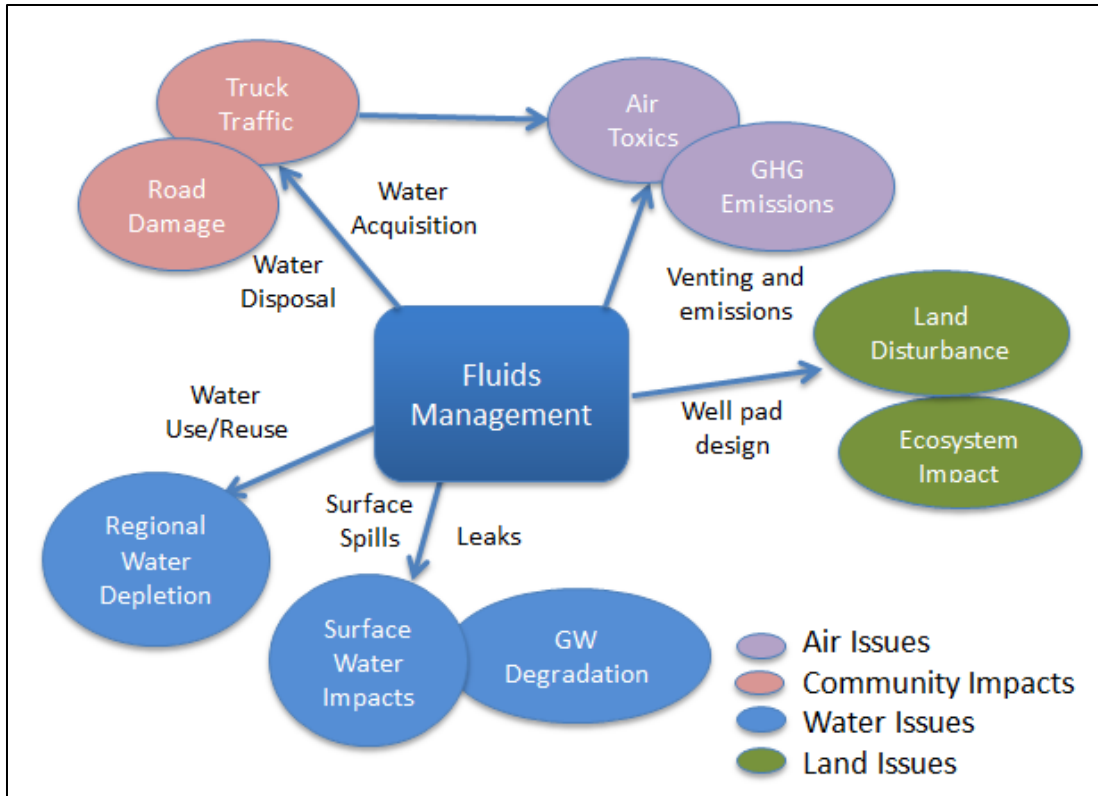 Truck
Traffic
Road
Damage
Air
Toxics
GHG
Emissions
Water
Acquisition
Water
Disposal
Venting and
emissions
Land
Disturbance
Ecosystem
Impact
Fluids
Management
Well pad
design
Water
Use/Reuse
Regional
Water
Depletion
Surface
Spills
Leaks
Surface
Water
Impacts
GW
Degradation
Air Issues
Community Impacts
Water Issues
Land Issues